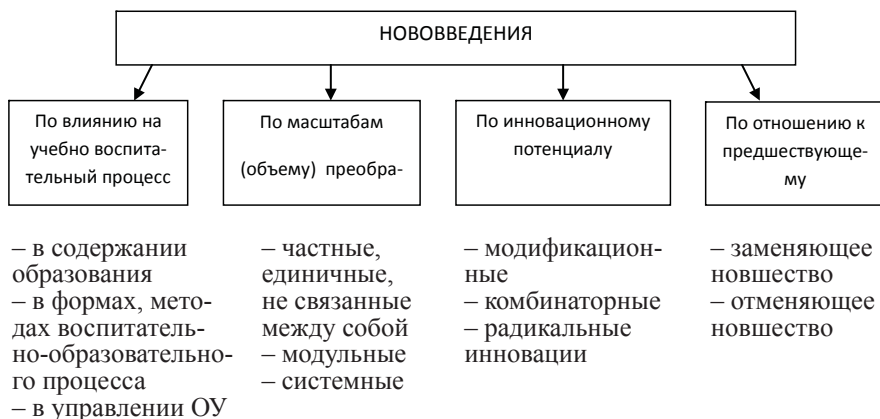 НОВОВВЕДЕНИЯ
По влиянию на
учебно воспита-
тельный процесс
По масштабам
(объему) преобра-
По инновационному
потенциалу
По отношению к
предшествующе-
му
– в содержании
образования
– в формах, мето-
дах воспитатель-
но-образовательно-
го процесса
– в управлении ОУ
– частные,
единичные,
не связанные
между собой
– модульные
– системные
– модификацион-
ные
– комбинаторные
– радикальные
инновации
– заменяющее
новшество
– отменяющее
новшество